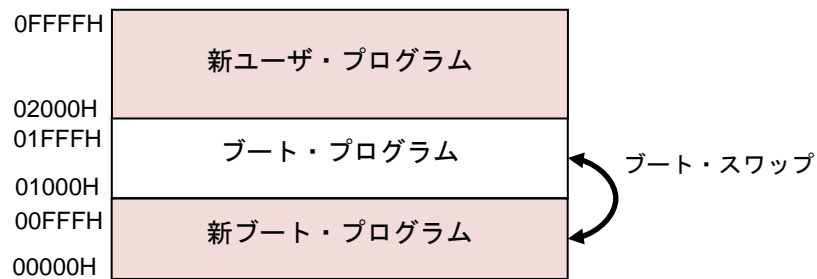 0FFFFH
新ユーザ・プログラム
02000H
01FFFH
ブート・プログラム
ブート・スワップ
01000H
00FFFH
新ブート・プログラム
00000H